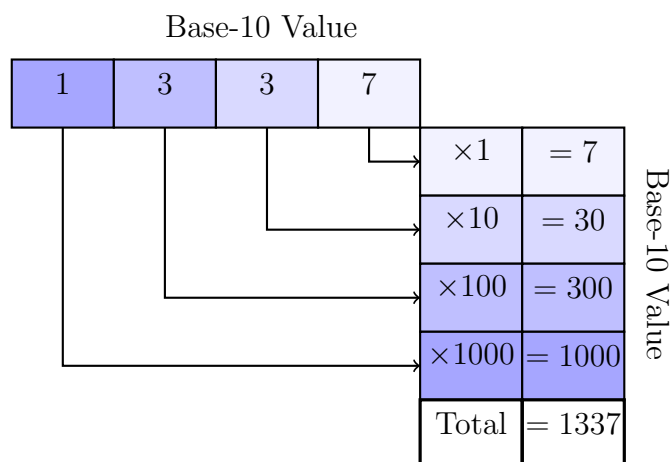 Base-10 Value
1 3 3 7
×1 = 7
×10 = 30
×100 = 300
×1000 = 1000
Total = 1337
Base-10 Value